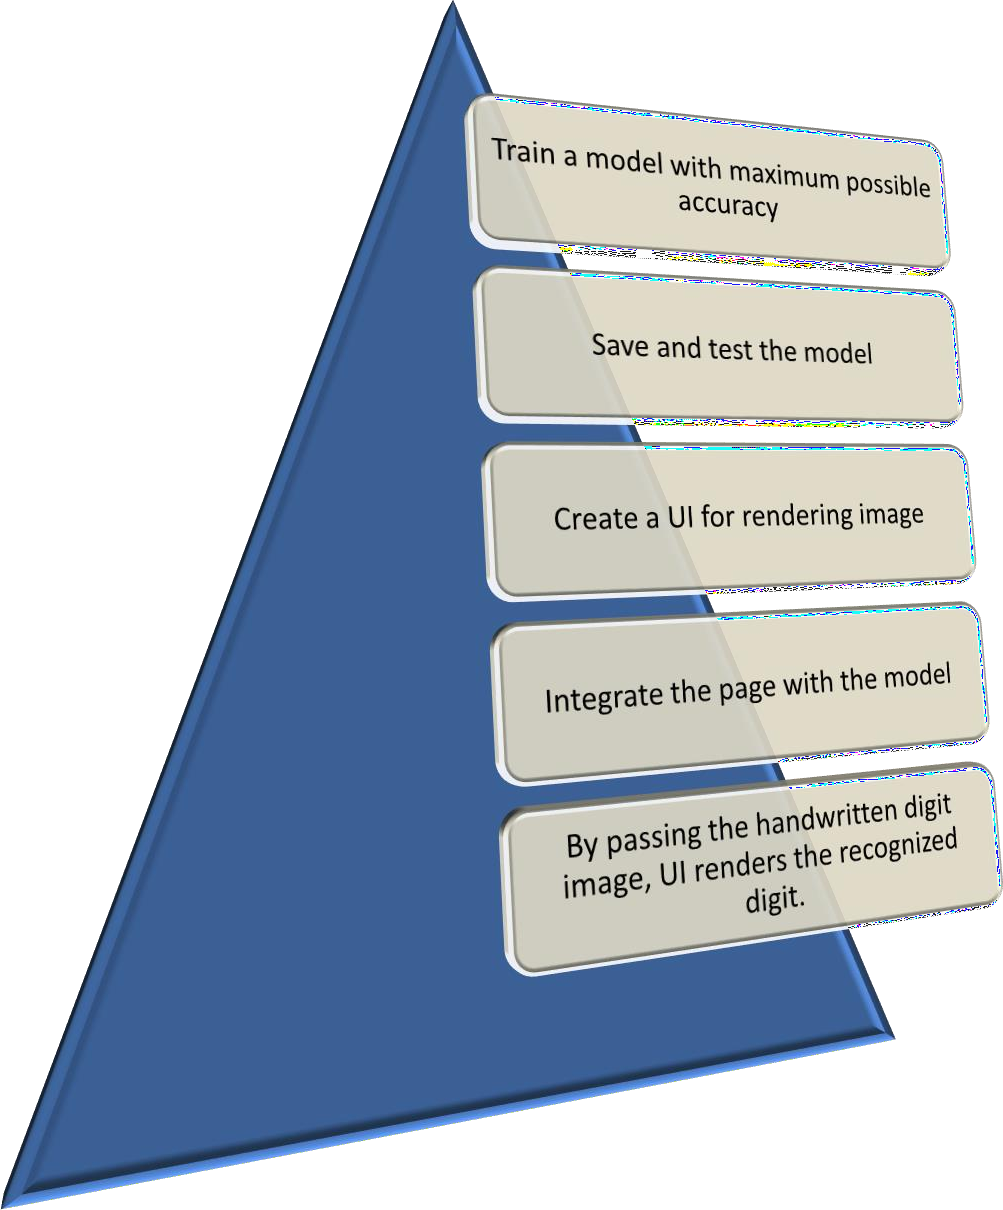 Train a model with maximum possible
accuracy
Save and test the model
Create a UI for rendering image
Integrate the page with the model
By passing the handwritten digit
image, UI renders the recognized
digit.